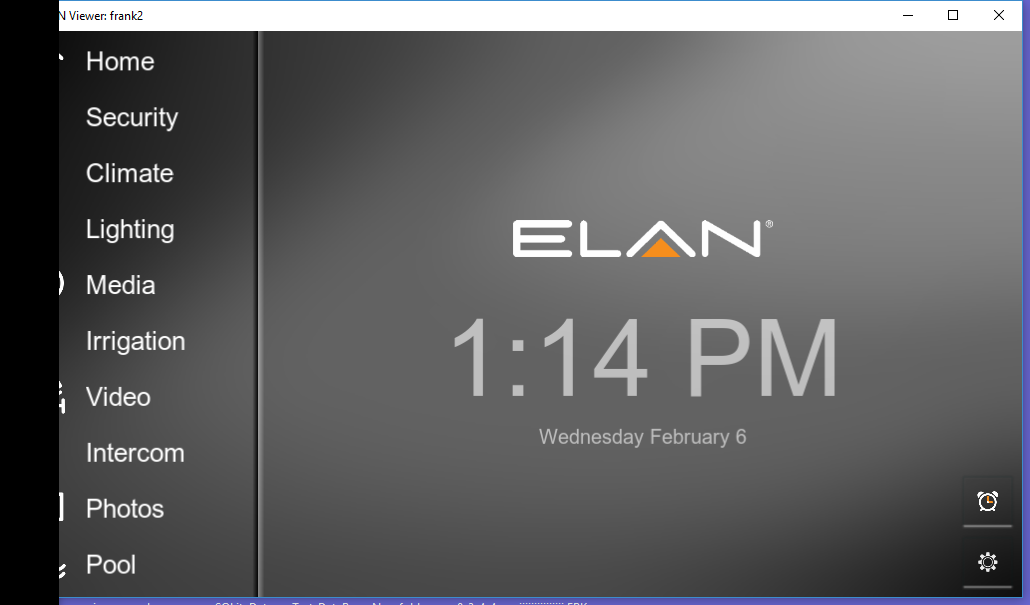 N Viewer: frank2
Home
Security
Climate
Lighting
Media
Irrigation
Video
Intercom
Photos
Pool
ELAN®
1:14 PM
Wednesday February 6